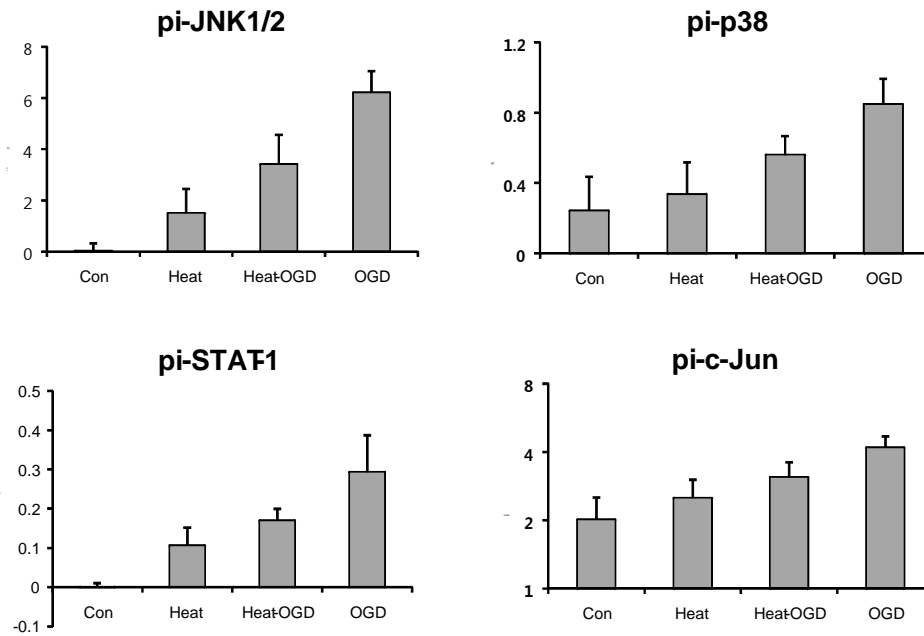 pi-JNK1/2
8
6
4
2
0
Con Heat Heat-OGD OGD
pi-p38
1.2
0.8
0.4
0
Con Heat Heat-OGD OGD
pi-STAT-1
0.5
0.4
0.3
0.2
0.1
0
-0.1
Con Heat Heat-OGD OGD
pi-c-Jun
8
4
2
1
Con Heat Heat-OGD OGD